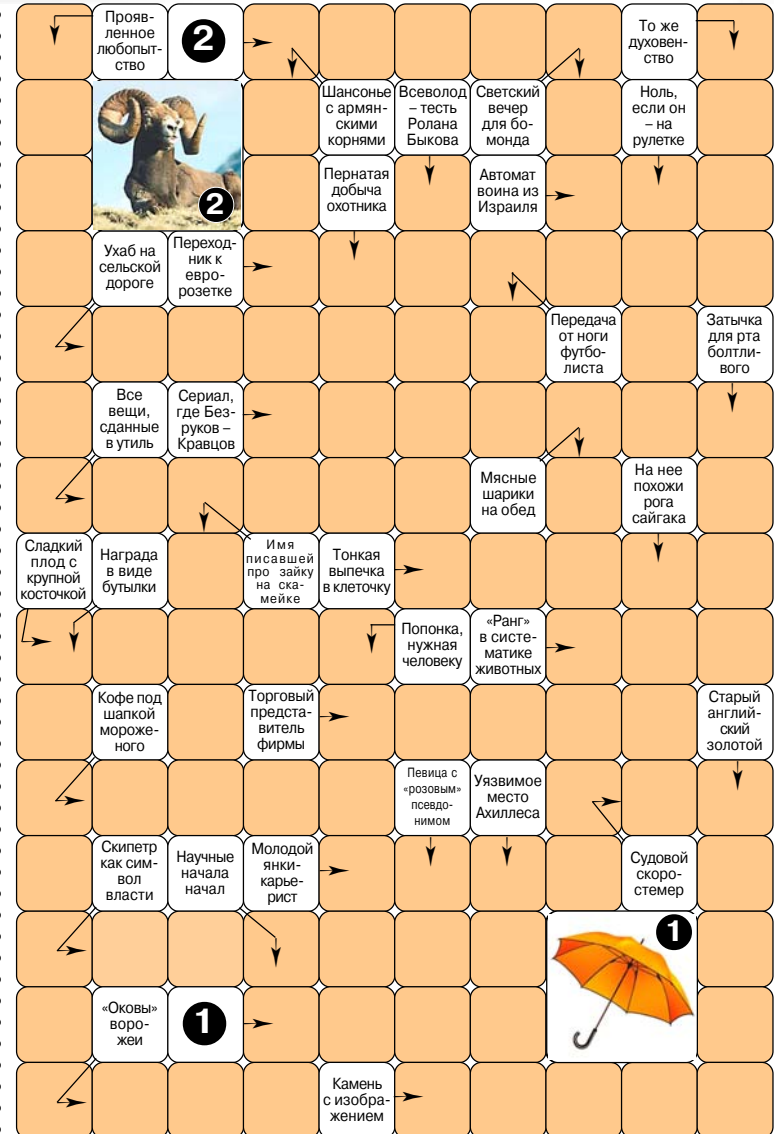 Прояв-
ленное
любопыт-
ство
2
То же
духовен-
ство
Шансонье
с армян-
скими
корнями
Всеволод
– тесть
Ролана
Быкова
Светский
вечер
для бо-
монда
Ноль,
если он
– на
рулетке
2
Пернатая
добыча
охотника
Автомат
воина из
Израиля
Ухаб на
сельской
дороге
Переход-
ник к
евро-
розетке
Передача
от ноги
футбо-
листа
Затычка
для рта
болтли-
вого
Все
вещи,
сданные
в утиль
Сериал,
где Без-
руков –
Кравцов
Мясные
шарики
на обед
На нее
похожи
рога
сайгака
Сладкий
плод с
крупной
косточкой
Награда
в виде
бутылки
Имя
писавшей
про зайку
на ска-
мейке
Тонкая
выпечка
в клеточку
Попонка,
нужная
человеку
«Ранг»
в систе-
матике
животных
Кофе под
шапкой
мороже-
ного
Торговый
предста-
витель
фирмы
Старый
англий-
ский
золотой
Певица с
«розовым»
псевдо-
нимом
Уязвимое
место
Ахиллеса
Скипетр
как сим-
вол
власти
Научные
начала
начал
Молодой
янки-
карье-
рист
Судовой
скоро-
стемер
1
«Оковы»
воро-
жеи
1
Камень
с изобра-
жением